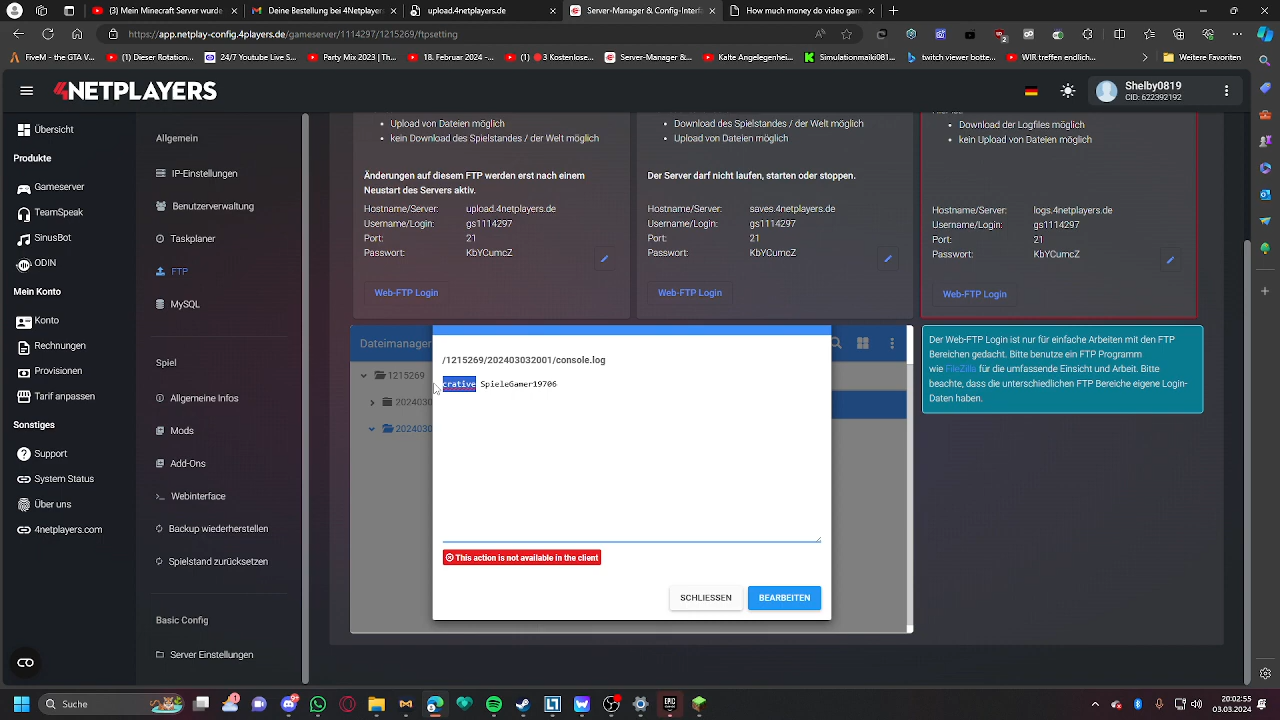 (3) Mein Minecraft Server wurde
Deine Bestellung bei 4Netplayers
upload.4players.de
Server-Manager & Config-Interfa
How much money do video gam
https://app.netplay-config.4players.de/gameserver/1114297/1215269/ftpsetting
FiveM - in GTA V...
(1) Dieser Rotation...
24/7 Youtube Live S...
Party Mix 2023 | Th...
18. Februar 2024 -...
(1) 🔴3 Kostenlose...
Server-Manager &...
Katja Krasavice feat...
Simulationmarks5...
twitch viewer botte...
Wir müssen reden...
Weitere Favoriten
4NETPLAYERS
Shelby0819
CID: 622392192
Übersicht
Produkte
Gameserver
TeamSpeak
SinusBot
ODIN
Mein Konto
Konto
Rechnungen
Provisionen
Tarif anpassen
Sonstiges
Support
System Status
Über uns
4netplayers.com
Allgemein
IP-Einstellungen
Benutzerverwaltung
Taskplaner
FTP
MySQL
Spiel
Allgemeine Infos
Mods
Add-Ons
Webinterface
Backup wiederherstellen
Spielstand zurücksetzen
Basic Config
Server Einstellungen
Upload von Dateien möglich
kein Download des Spielstandes / der Welt möglich
Änderungen auf diesem FTP werden erst nach einem
Neustart des Servers aktiv.
Hostname/Server: upload.4netplayers.de
Username/Login: gs1114297
Port: 21
Passwort: KbYCumcZ
Web-FTP Login
Download des Spielstandes / der Welt möglich
Upload von Dateien möglich
Der Server darf nicht laufen, starten oder stoppen.
Hostname/Server: saves.4netplayers.de
Username/Login: gs1114297
Port: 21
Passwort: KbYCumcZ
Web-FTP Login
Download der Logfiles möglich
kein Upload von Dateien möglich
Hostname/Server: logs.4netplayers.de
Username/Login: gs1114297
Port: 21
Passwort: KbYCumcZ
Web-FTP Login
Dateimanager
1215269
2024030
2024030
/1215269/202403032001/console.log
crative SpieleGamer19706
This action is not available in the client
SCHLIESSEN
BEARBEITEN
Der Web-FTP Login ist nur für einfache Arbeiten mit den FTP
Bereichen gedacht. Bitte benutze ein FTP Programm
wie FileZilla für die umfassende Einsicht und Arbeit. Bitte
beachte, dass die unterschiedlichen FTP Bereiche eigene Login-
Daten haben.
Suche
20:02:55
03.03.2024